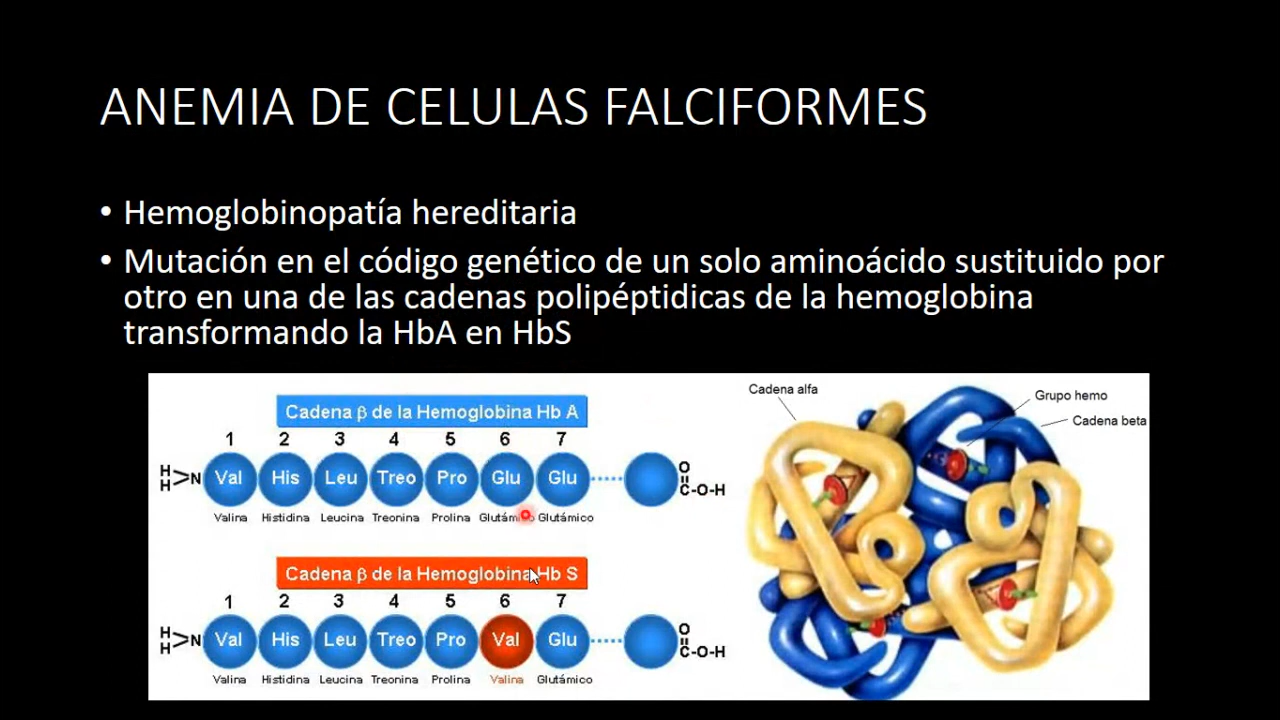 ANEMIA DE CELULAS FALCIFORMES
• Hemoglobinopatía hereditaria
• Mutación en el código genético de un solo aminoácido sustituido por
otro en una de las cadenas polipéptidicas de la hemoglobina
transformando la HbA en HbS
Cadena β de la Hemoglobina Hb A
1 2 3 4 5 6 7
H H >N Val His Leu Treo Pro Glu Glu O C-O-H
Valina Histidina Leucina Treonina Prolina Glutámico Glutámico
Cadena β de la Hemoglobina Hb S
1 2 3 4 5 6 7
H H >N Val His Leu Treo Pro Val Glu O C-O-H
Valina Histidina Leucina Treonina Prolina Valina Glutámico
Cadena alfa
Grupo hemo
Cadena beta